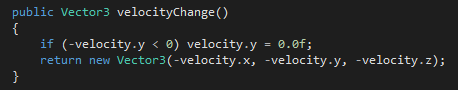 public Vector3 velocityChange()
{
if (-velocity.y < 0) velocity.y = 0.0f;
return new Vector3(-velocity.x, -velocity.y, -velocity.z);
}